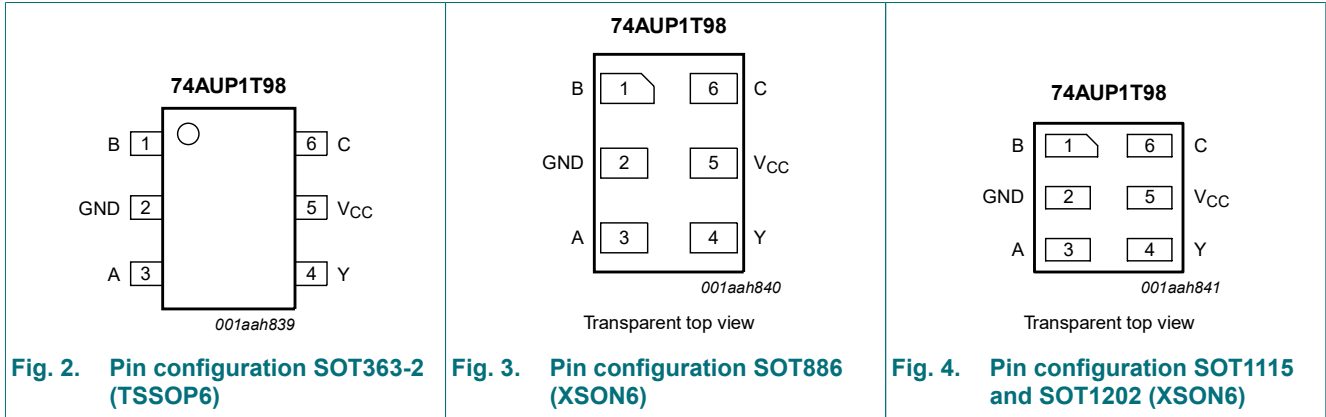 74AUP1T98
B 1 6 C
GND 2 5 VCC
A 3 4 Y
001aah839
Fig. 2. Pin configuration SOT363-2
(TSSOP6)
74AUP1T98
B 1 6 C
GND 2 5 VCC
A 3 4 Y
001aah840
Transparent top view
Fig. 3. Pin configuration SOT886
(XSON6)
74AUP1T98
B 1 6 C
GND 2 5 VCC
A 3 4 Y
001aah841
Transparent top view
Fig. 4. Pin configuration SOT1115
and SOT1202 (XSON6)